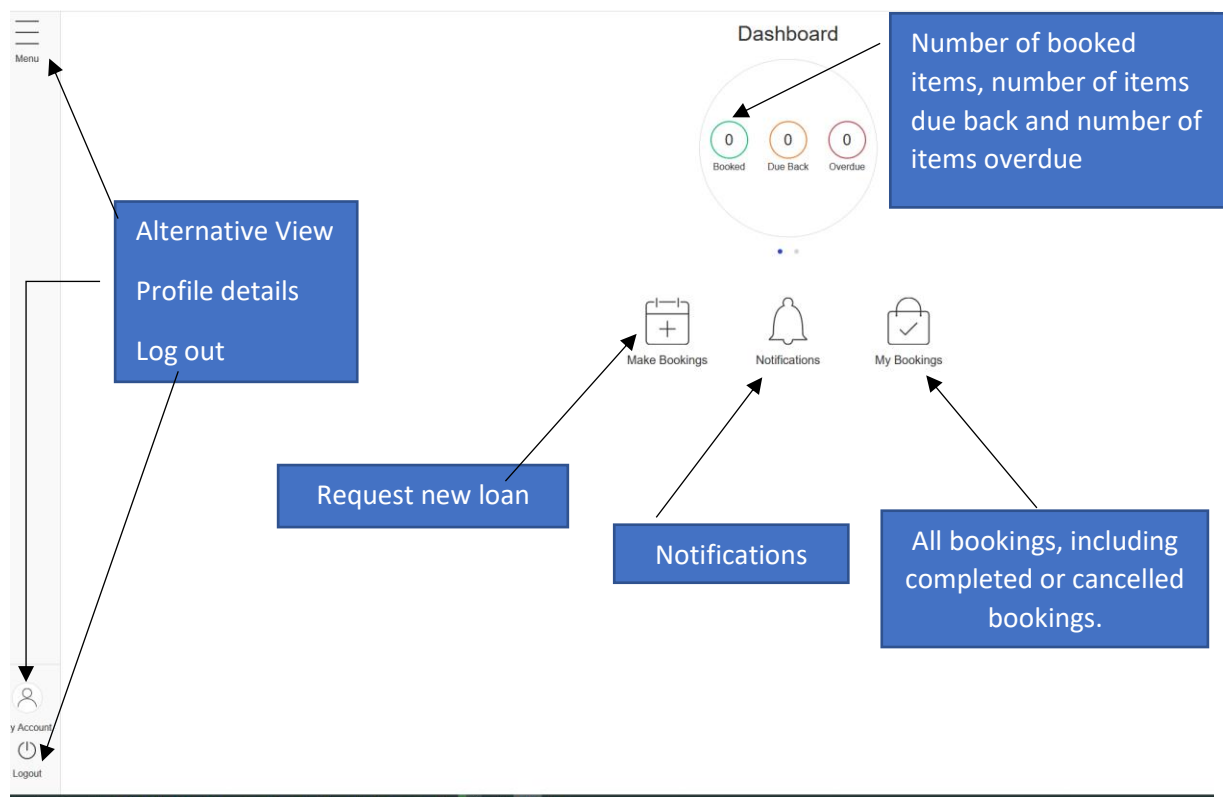 Menu
Dashboard
Number of booked
items, number of items
due back and number of
items overdue
0
0
0
Booked
Due Back
Overdue
Alternative View
Profile details
Log out
Make Bookings
Notifications
My Bookings
Request new loan
Notifications
All bookings, including
completed or cancelled
bookings.
y Account
Logout